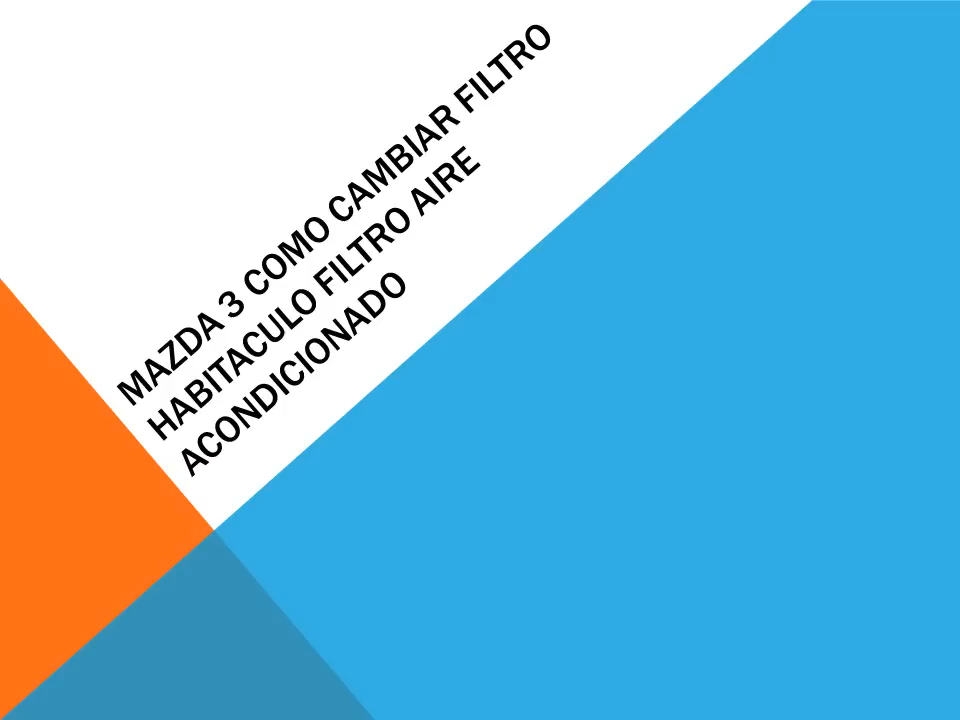 MAZDA 3 COMO CAMBIAR FILTRO
HABITACULO FILTRO AIRE
ACONDICIONADO